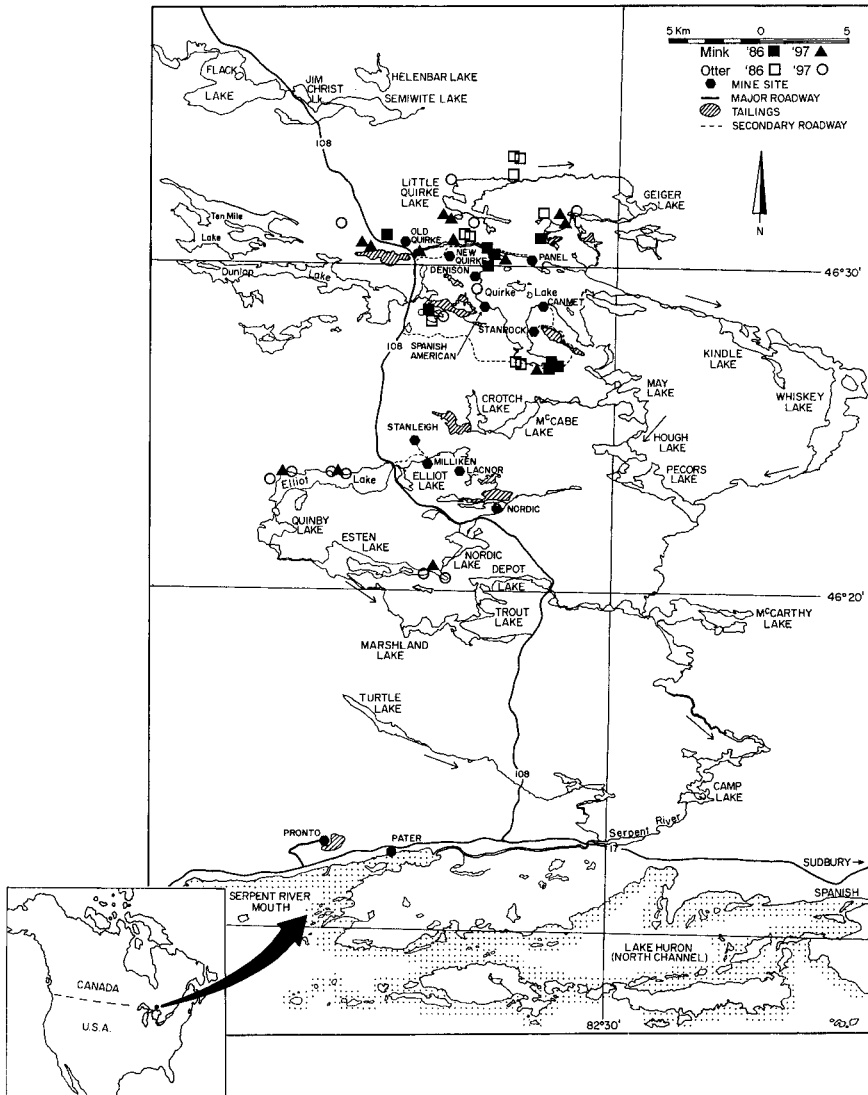 5 Km 0 5
Mink '86 '97
Otter '86 '97
MINE SITE
MAJOR ROADWAY
TAILINGS
SECONDARY ROADWAY
N
FLACK
LAKE
JIM
CHRIST
Lk.
HELENBAR LAKE
SEMIWITE LAKE
108
LITTLE
QUIRKE
LAKE
GEIGER
LAKE
Ten Mile
Lake
OLD
QUIRKE
NEW
QUIRKE
PANEL
46°30'
Dunlop Lake
DENISON
Quirke Lake
CANMET
STANROCK
108
SPANISH
AMERICAN
KINDLE
LAKE
WHISKEY
LAKE
MAY
LAKE
CROTCH
LAKE
McCABE
LAKE
STANLEIGH
HOUGH
LAKE
MILLIKEN
LACNOR
PECORS
LAKE
ELLIOT
LAKE
Elliot Lake
NORDIC
QUINBY
LAKE
ESTEN
LAKE
NORDIC
LAKE
DEPOT
LAKE
46°20'
TROUT
LAKE
McCARTHY
LAKE
MARSHLAND
LAKE
TURTLE
LAKE
108
CAMP
LAKE
Serpent River
PRONTO
PATER
17
SUDBURY
SPANISH
SERPENT RIVER
MOUTH
LAKE HURON
(NORTH CHANNEL)
CANADA
U.S.A.
82°30'